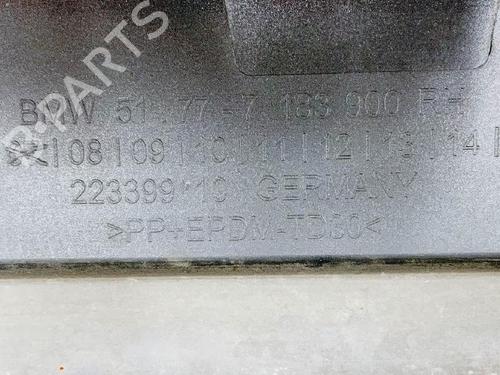 B-PARTS
BMW 51.77-7 183 900 RH
|08|09|10|11|12|13|14|
223399 10 GERMANY
>PP+EPDM-TD30<